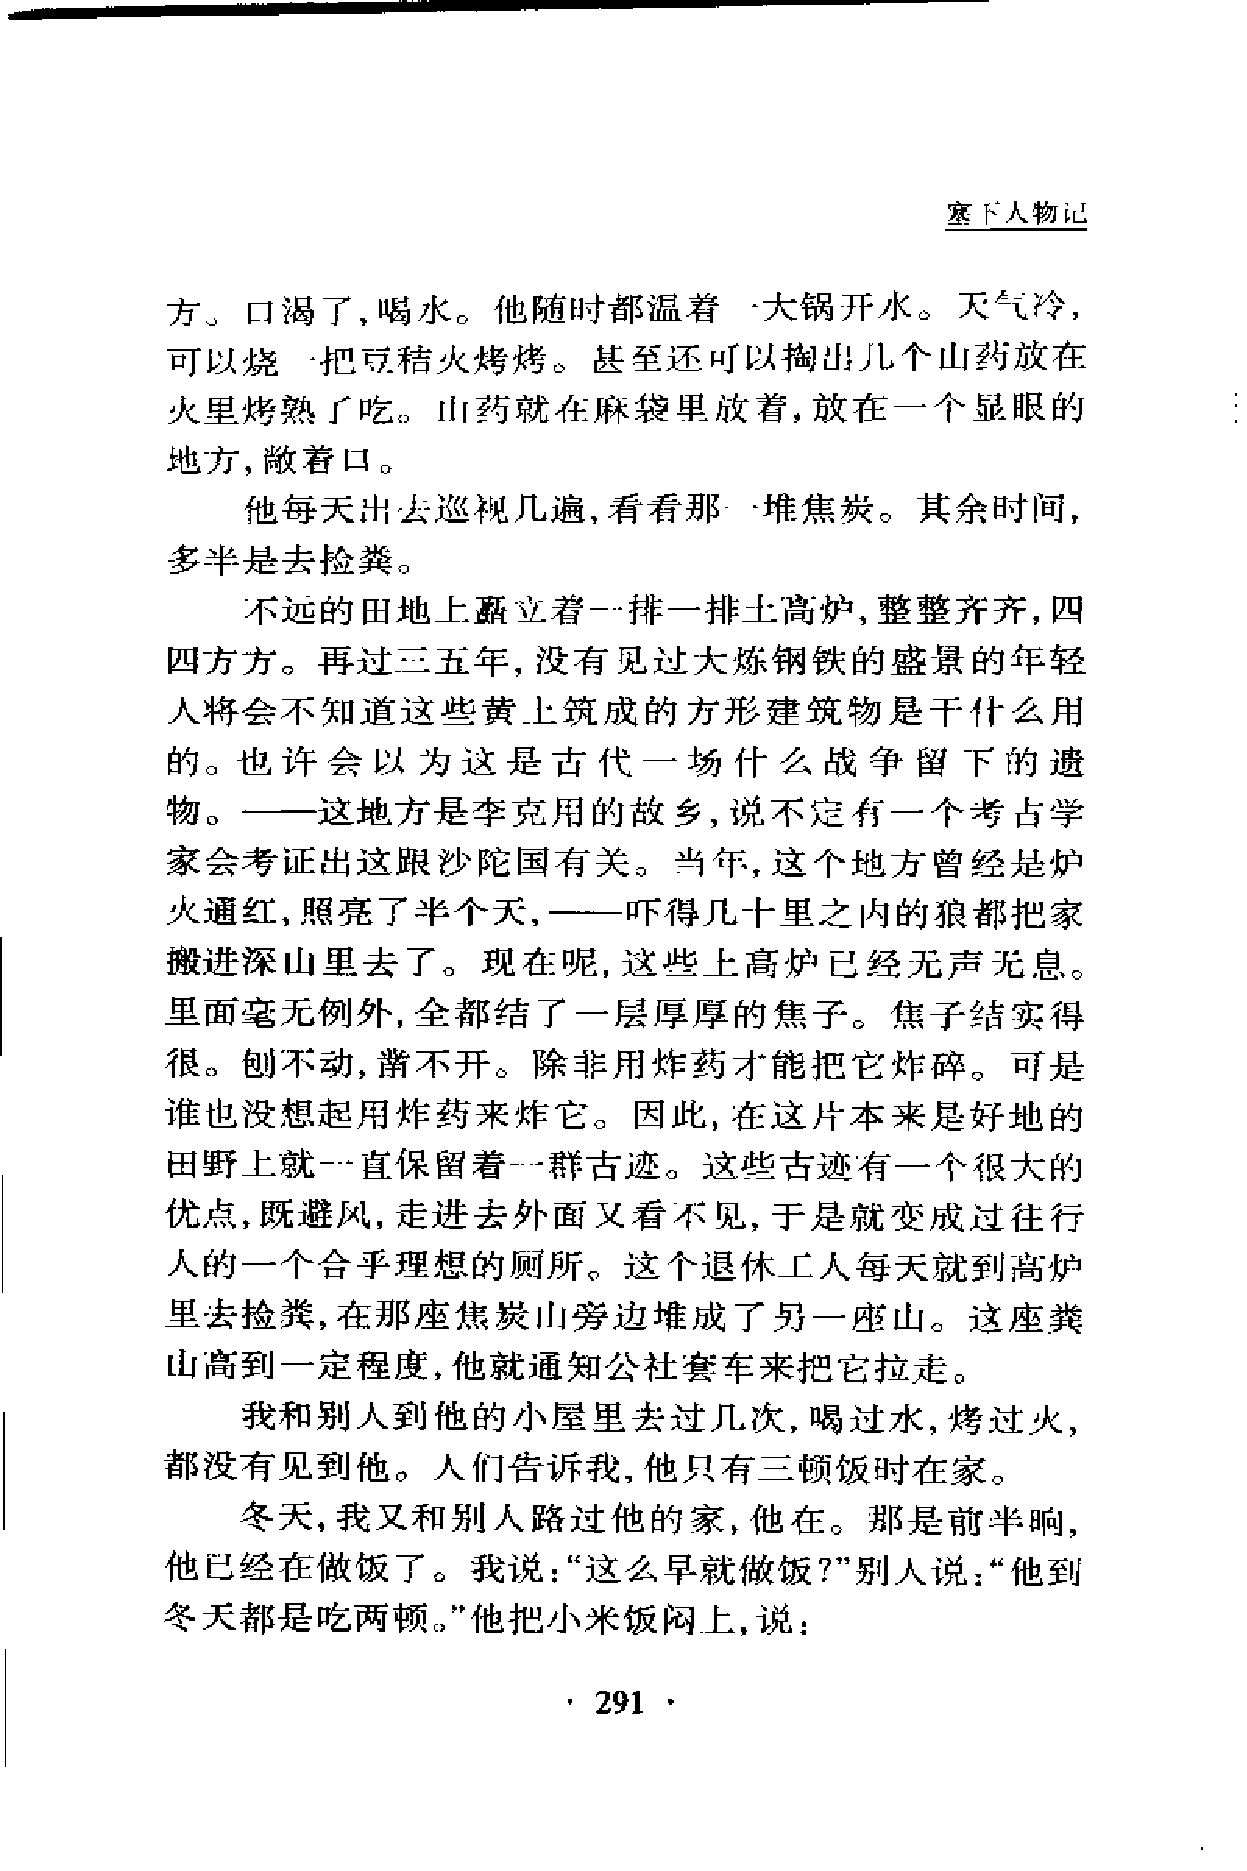 塞下人物记
方。口渴了,喝水。他随时都温着一大锅开水。天气冷,
可以烧一把豆秸火烤烤。甚至还可以掏出几个山药放在
火里烤熟了吃。山药就在麻袋里放着,放在一个显眼的
地方,敞着口。
他每天出去巡视几遍,看看那一堆焦炭。其余时间,
多半是去捡粪。
不远的田地上矗立着一排一排土高炉,整整齐齐,四
四方方。再过三五年,没有见过大炼钢铁的盛景的年轻
人将会不知道这些黄土筑成的方形建筑物是干什么用
的。也许会以为这是古代一场什么战争留下的遗
物。——这地方是李克用的故乡,说不定有一个考古学
家会考证出这跟沙陀国有关。当年,这个地方曾经是炉
火通红,照亮了半个天,——吓得几十里之内的狼都把家
搬进深山里去了。现在呢,这些土高炉已经无声无息。
里面毫无例外,全都结了一层厚厚的焦子。焦子结实得
很。刨不动,凿不开。除非用炸药才能把它炸碎。可是
谁也没想起用炸药来炸它。因此,在这片本来是好地的
田野上就一直保留着一群古迹。这些古迹有一个很大的
优点,既避风,走进去外面又看不见,于是就变成过往行
人的一个合乎理想的厕所。这个退休工人每天就到高炉
里去捡粪,在那座焦炭山旁边堆成了另一座山。这座粪
山高到一定程度,他就通知公社套车来把它拉走。
我和别人到他的小屋里去过几次,喝过水,烤过火,
都没有见到他。人们告诉我,他只有三顿饭时在家。
冬天,我又和别人路过他的家,他在。那是前半晌,
他已经在做饭了。我说:“这么早就做饭?”别人说:“他到
冬天都是吃两顿。”他把小米饭闷上,说:
· 291 ·